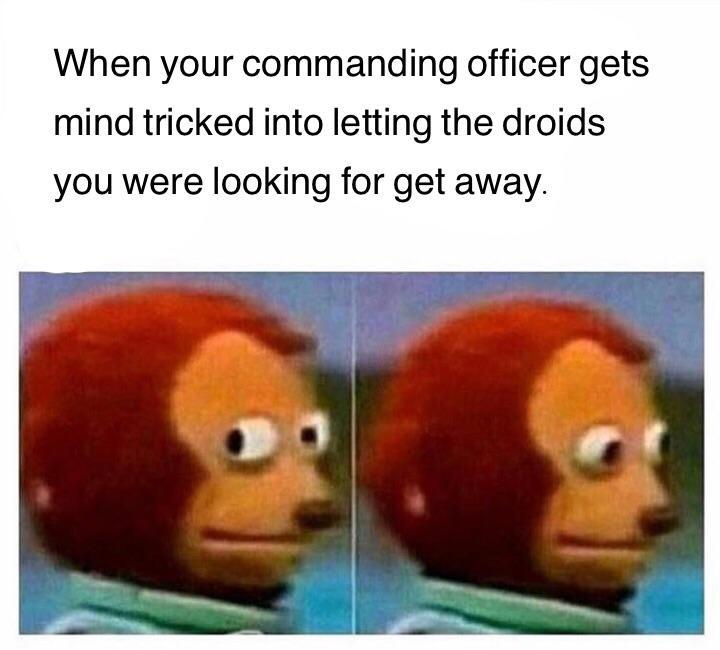 When your commanding officer gets
mind tricked into letting the droids
you were looking for get away.